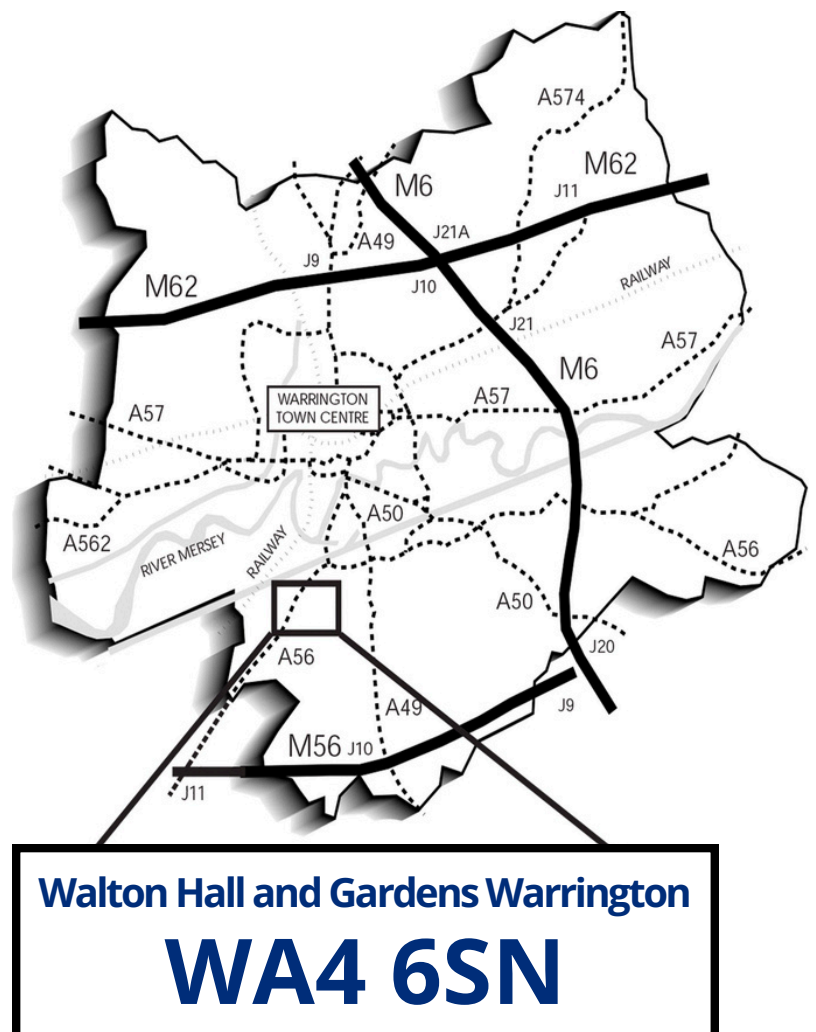 A574
M62
J11
M6
J21A
A49
J9
J10
M62
RAILWAY
J21
A57
M6
WARRINGTON
TOWN CENTRE
A57
A57
A50
A562
RIVER MERSEY
RAILWAY
A56
A50
J20
A56
A49
J9
M56
J10
J11
Walton Hall and Gardens Warrington
WA4 6SN